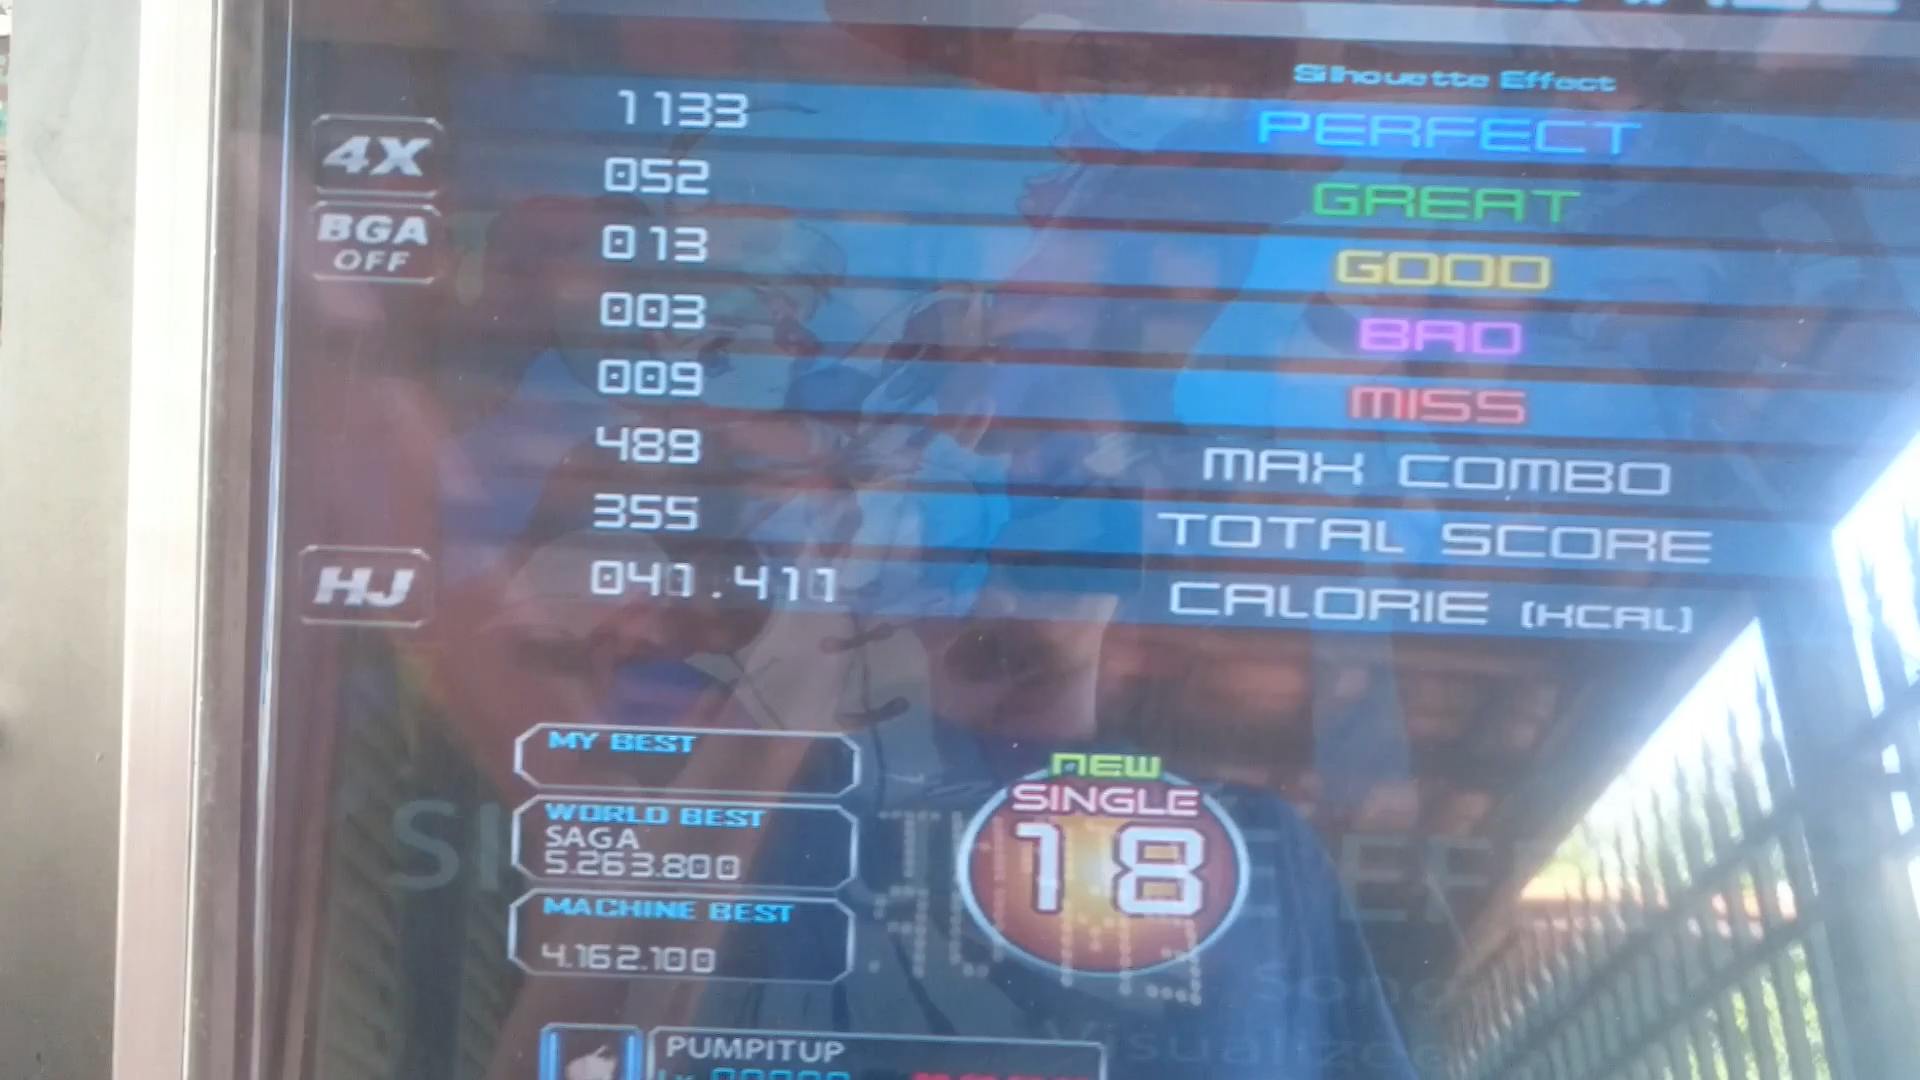 Silhouette Effect
1133 PERFECT
4X
052 GREAT
BGA
OFF
013 GOOD
003 BAD
009 MISS
489 MAX COMBO
355 TOTAL SCORE
HJ
041.411 CALORIE (KCAL)
MY BEST
NEW
SINGLE
18
WORLD BEST
SAGA
5.263.800
MACHINE BEST
4.162.100
PUMPITUP